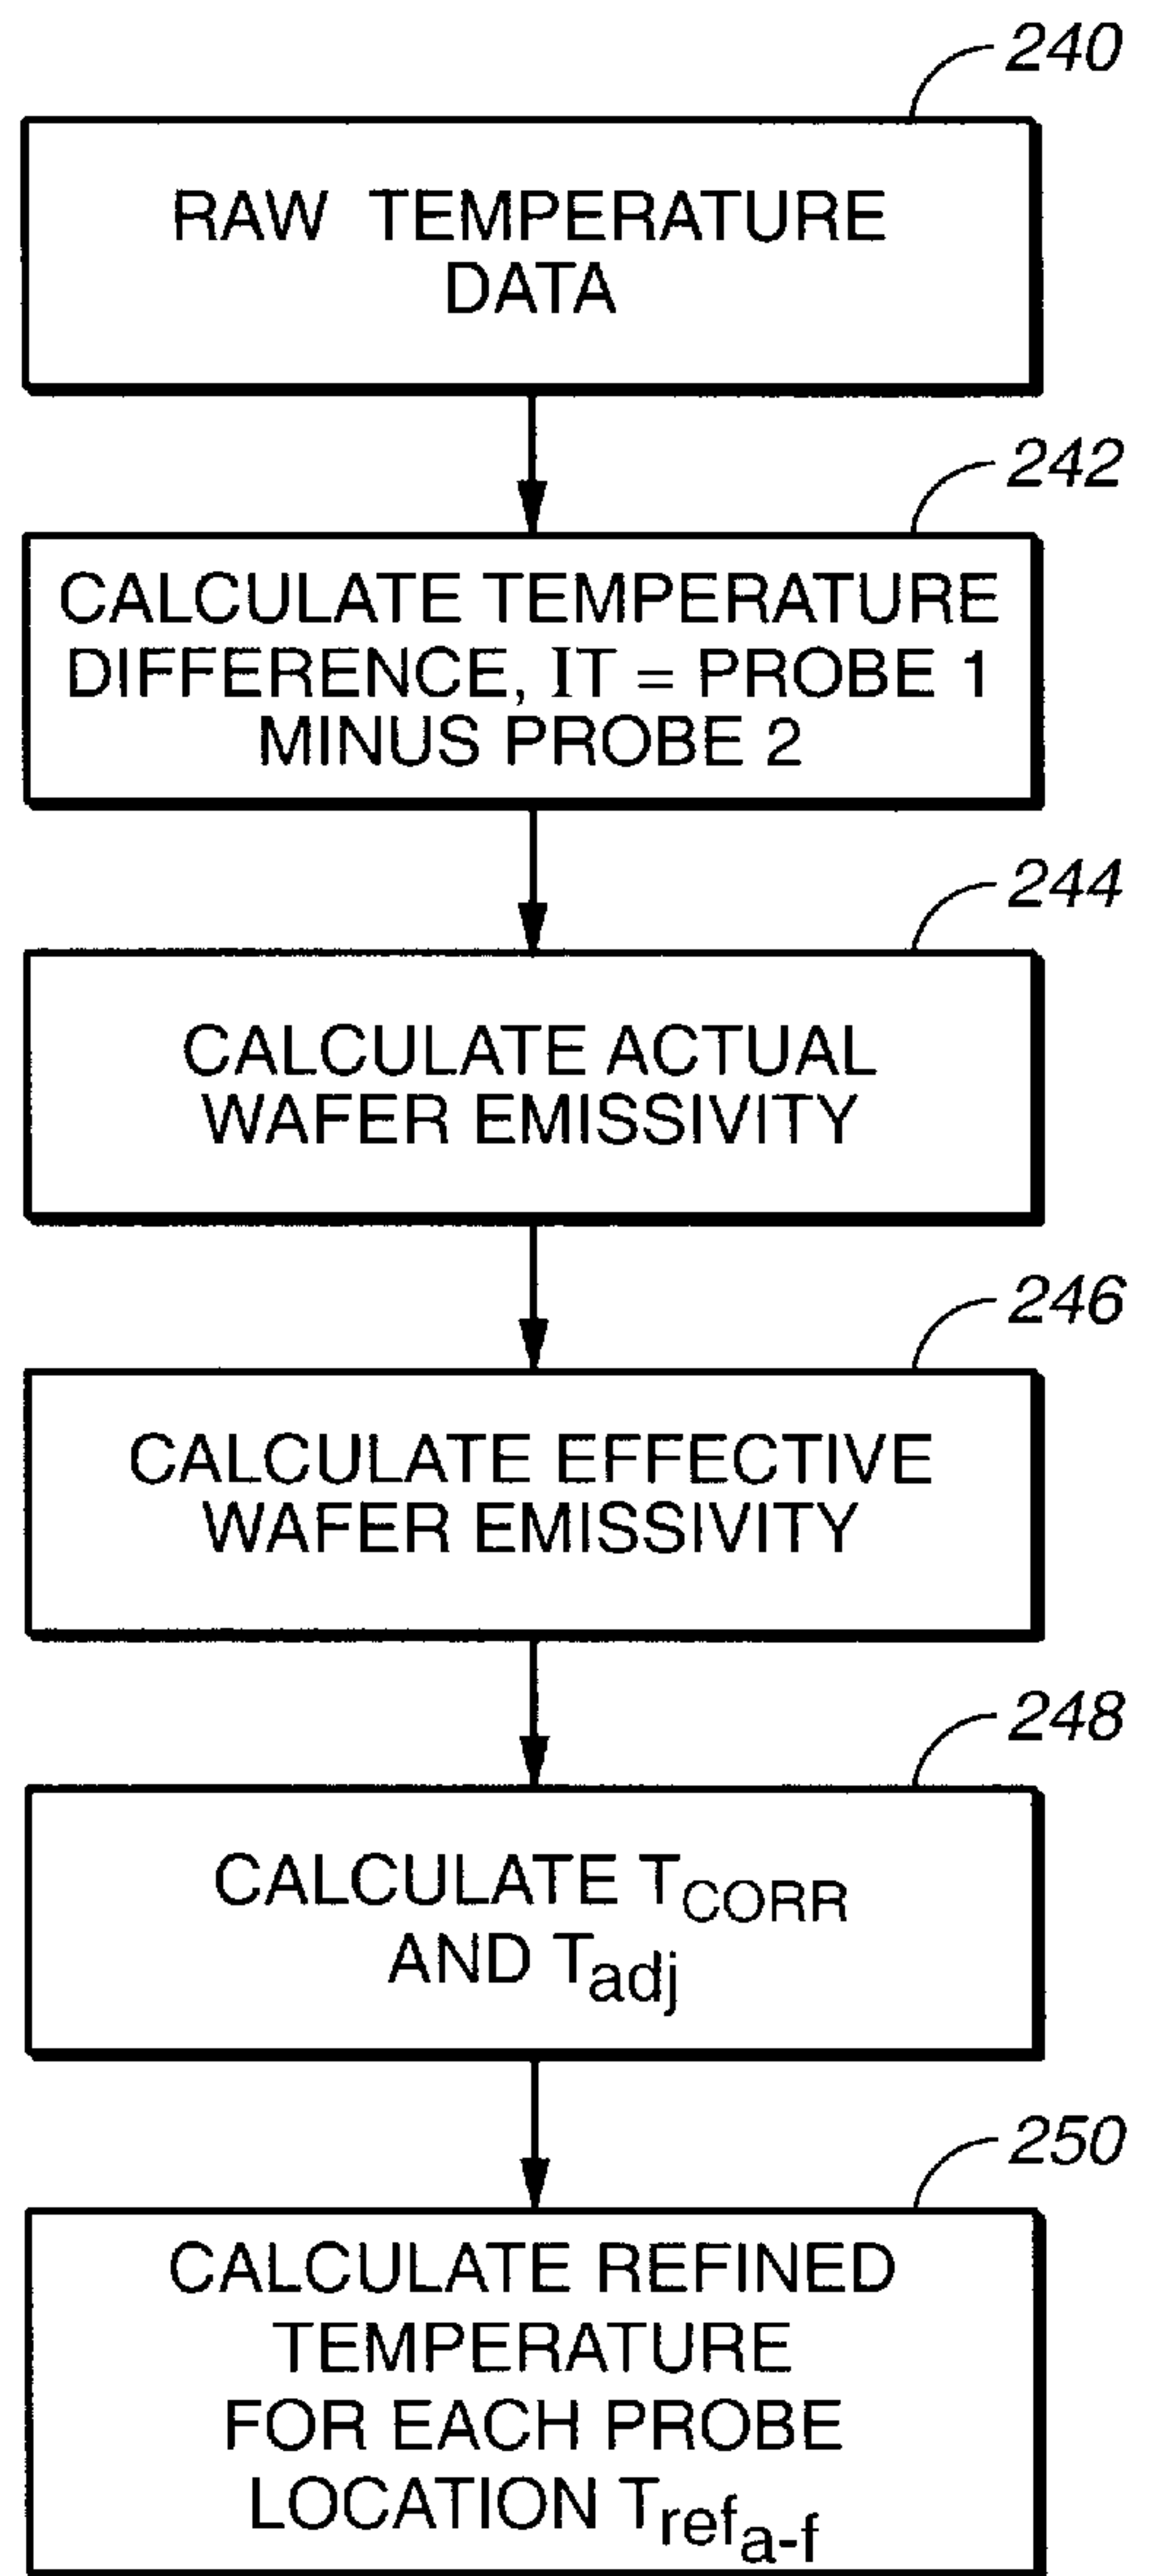 240
RAW TEMPERATURE
DATA
242
CALCULATE TEMPERATURE
DIFFERENCE, IT = PROBE 1
MINUS PROBE 2
244
CALCULATE ACTUAL
WAFER EMISSIVITY
246
CALCULATE EFFECTIVE
WAFER EMISSIVITY
248
CALCULATE TCORR
AND Tadj
250
CALCULATE REFINED
TEMPERATURE
FOR EACH PROBE
LOCATION Trefa-f